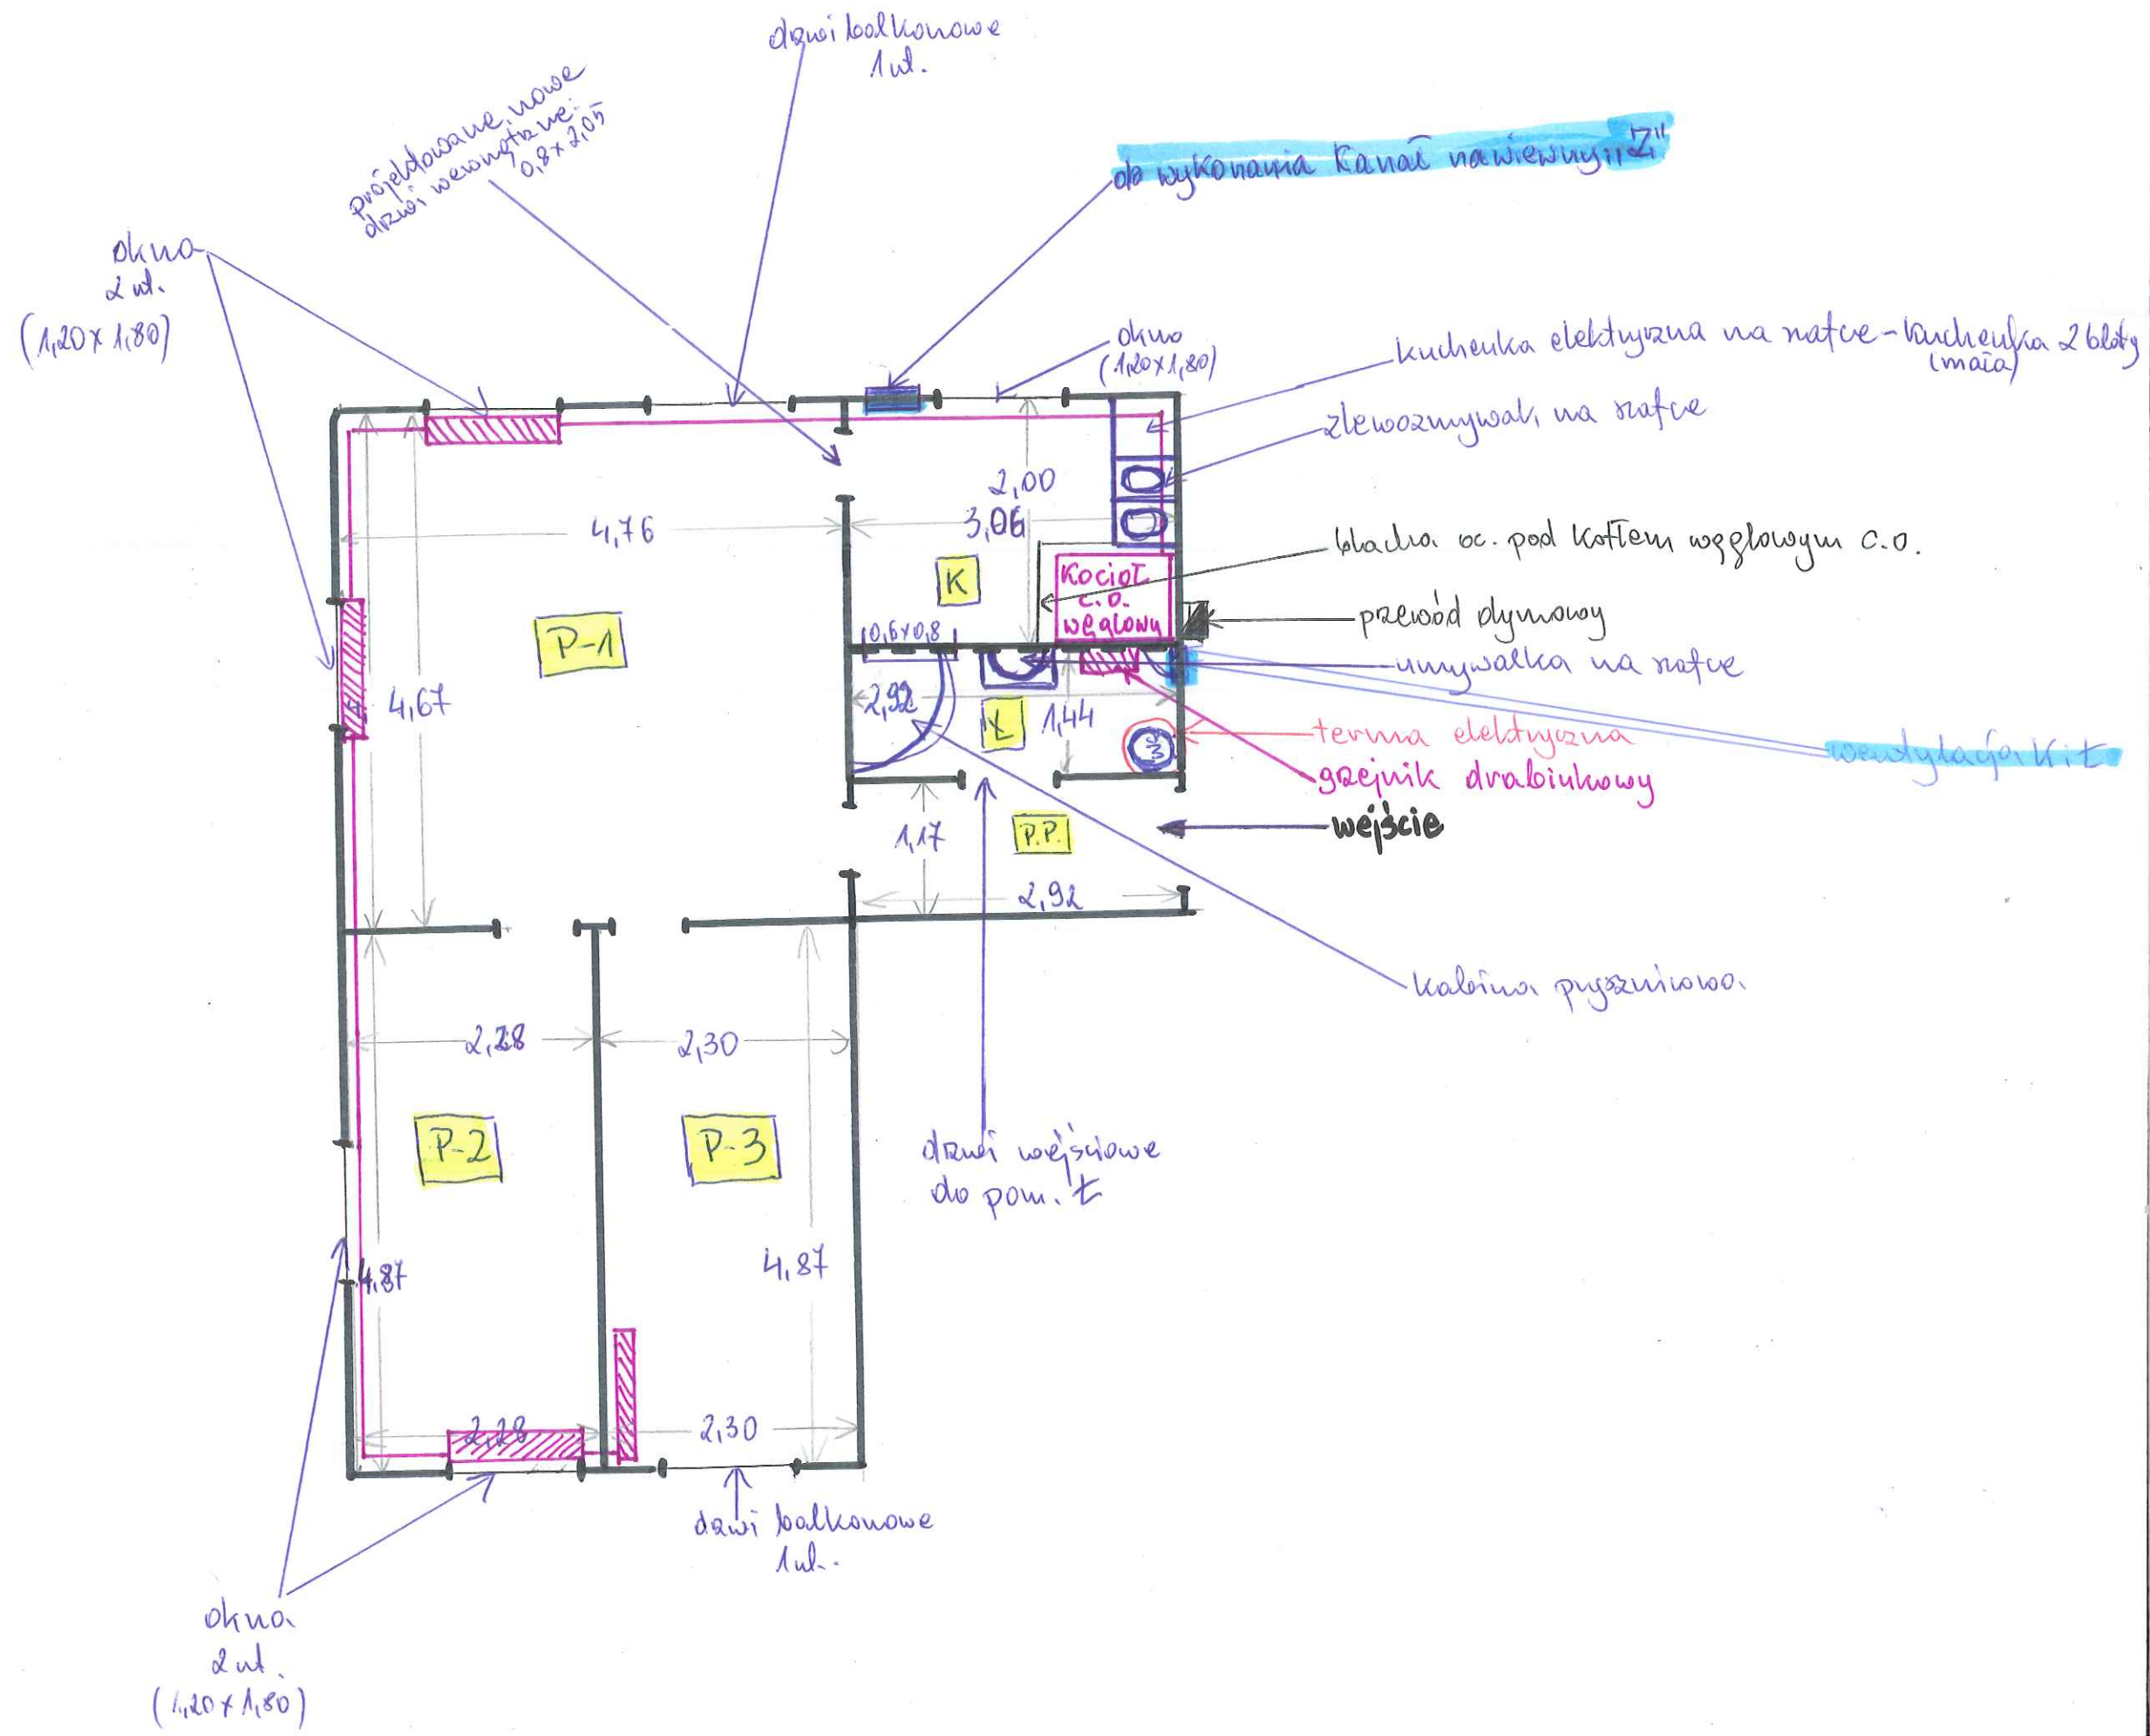 drzwi balkonowe
1 szt.
projektowane, nowe
drzwi wewnętrzne:
0,8 x 2,05
do wykonania kanał nawiewny „Z”
okna
2 szt.
(1,20 x 1,80)
okno
(1,20 x 1,80)
kuchenka elektryczna na szafce - kuchenka 2 blaty
(mała)
zlewozmywak na szafce
2,00
4,76
3,06
blacha oc. pod kotłem węglowym c.o.
K
Kocioł
c.o.
węglowy
przewód dymowy
P-1
0,6x0,8
umywalka na szafce
4,67
2,92
Ł
1,44
terma elektryczna
wentylacja K i Ł
grzejnik drabinkowy
wejście
1,17
P.P.
2,92
kabina prysznicowa
2,28
2,30
P-2
P-3
drzwi wejściowe
do pom. Ł
4,87
4,87
2,28
2,30
drzwi balkonowe
1 szt.
okna
2 szt.
(1,20 x 1,80)